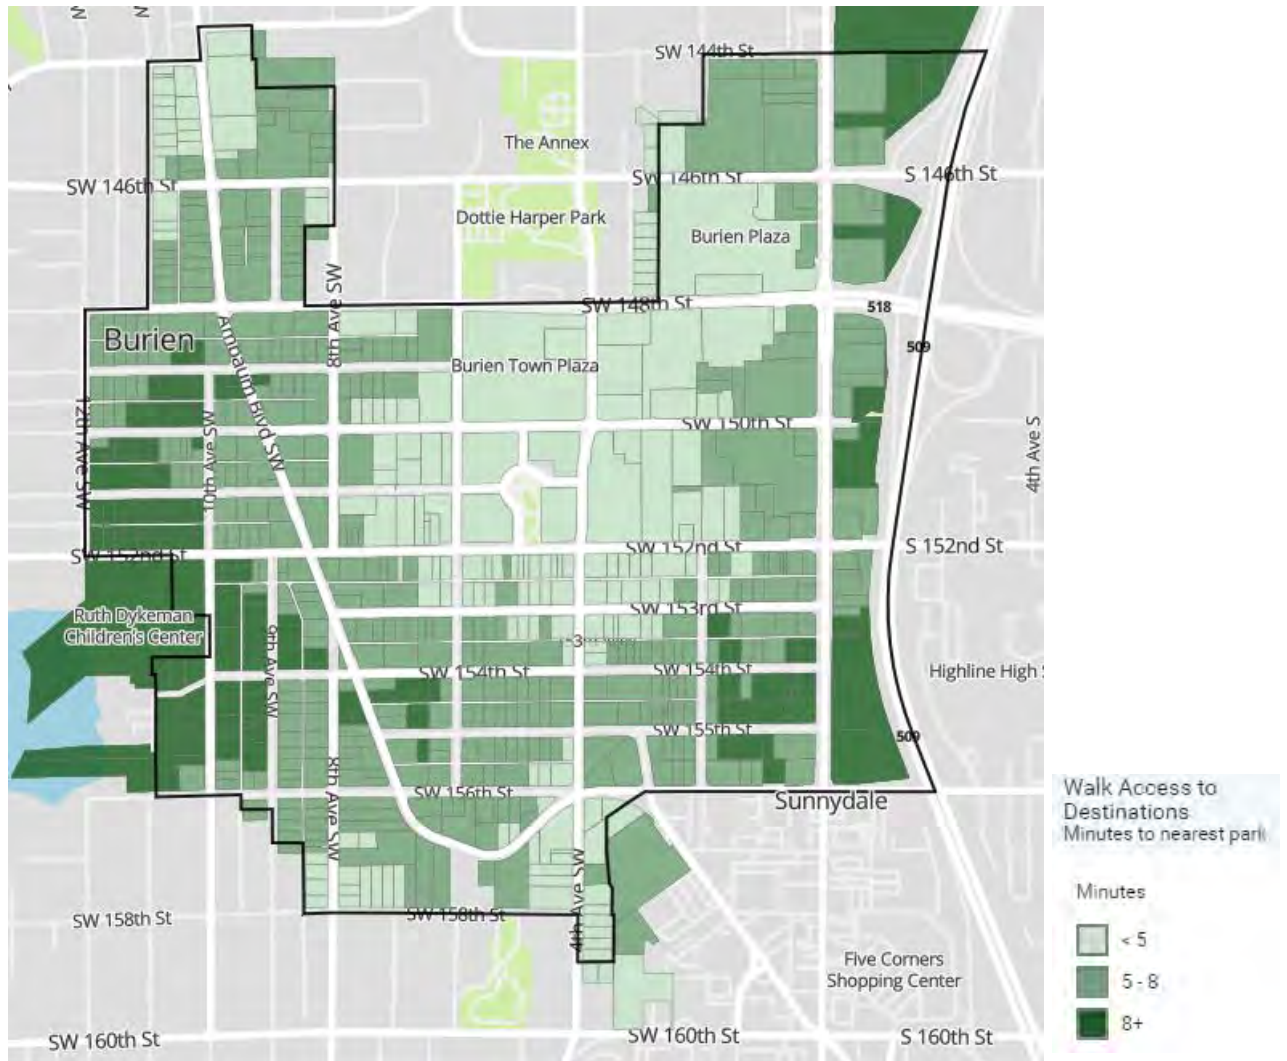 N
N
SW 144th St
The Annex
SW 146th St
SW 146th St
S 146th St
Dottie Harper Park
Burien Plaza
8th Ave SW
SW 148th St
518
Burien
Ambaum Blvd SW
509
Burien Town Plaza
12th Ave SW
10th Ave SW
SW 150th St
4th Ave S
SW 152nd St
SW 152nd St
S 152nd St
Ruth Dykeman
Children's Center
SW 153rd St
9th Ave SW
SW 154th St
SW 154th St
Highline High
SW 155th St
509
8th Ave SW
SW 156th St
Sunnydale
4th Ave SW
SW 158th St
SW 158th St
Five Corners
Shopping Center
SW 160th St
SW 160th St
S 160th St
Walk Access to
Destinations
Minutes to nearest park
Minutes
< 5
5 - 8
8+